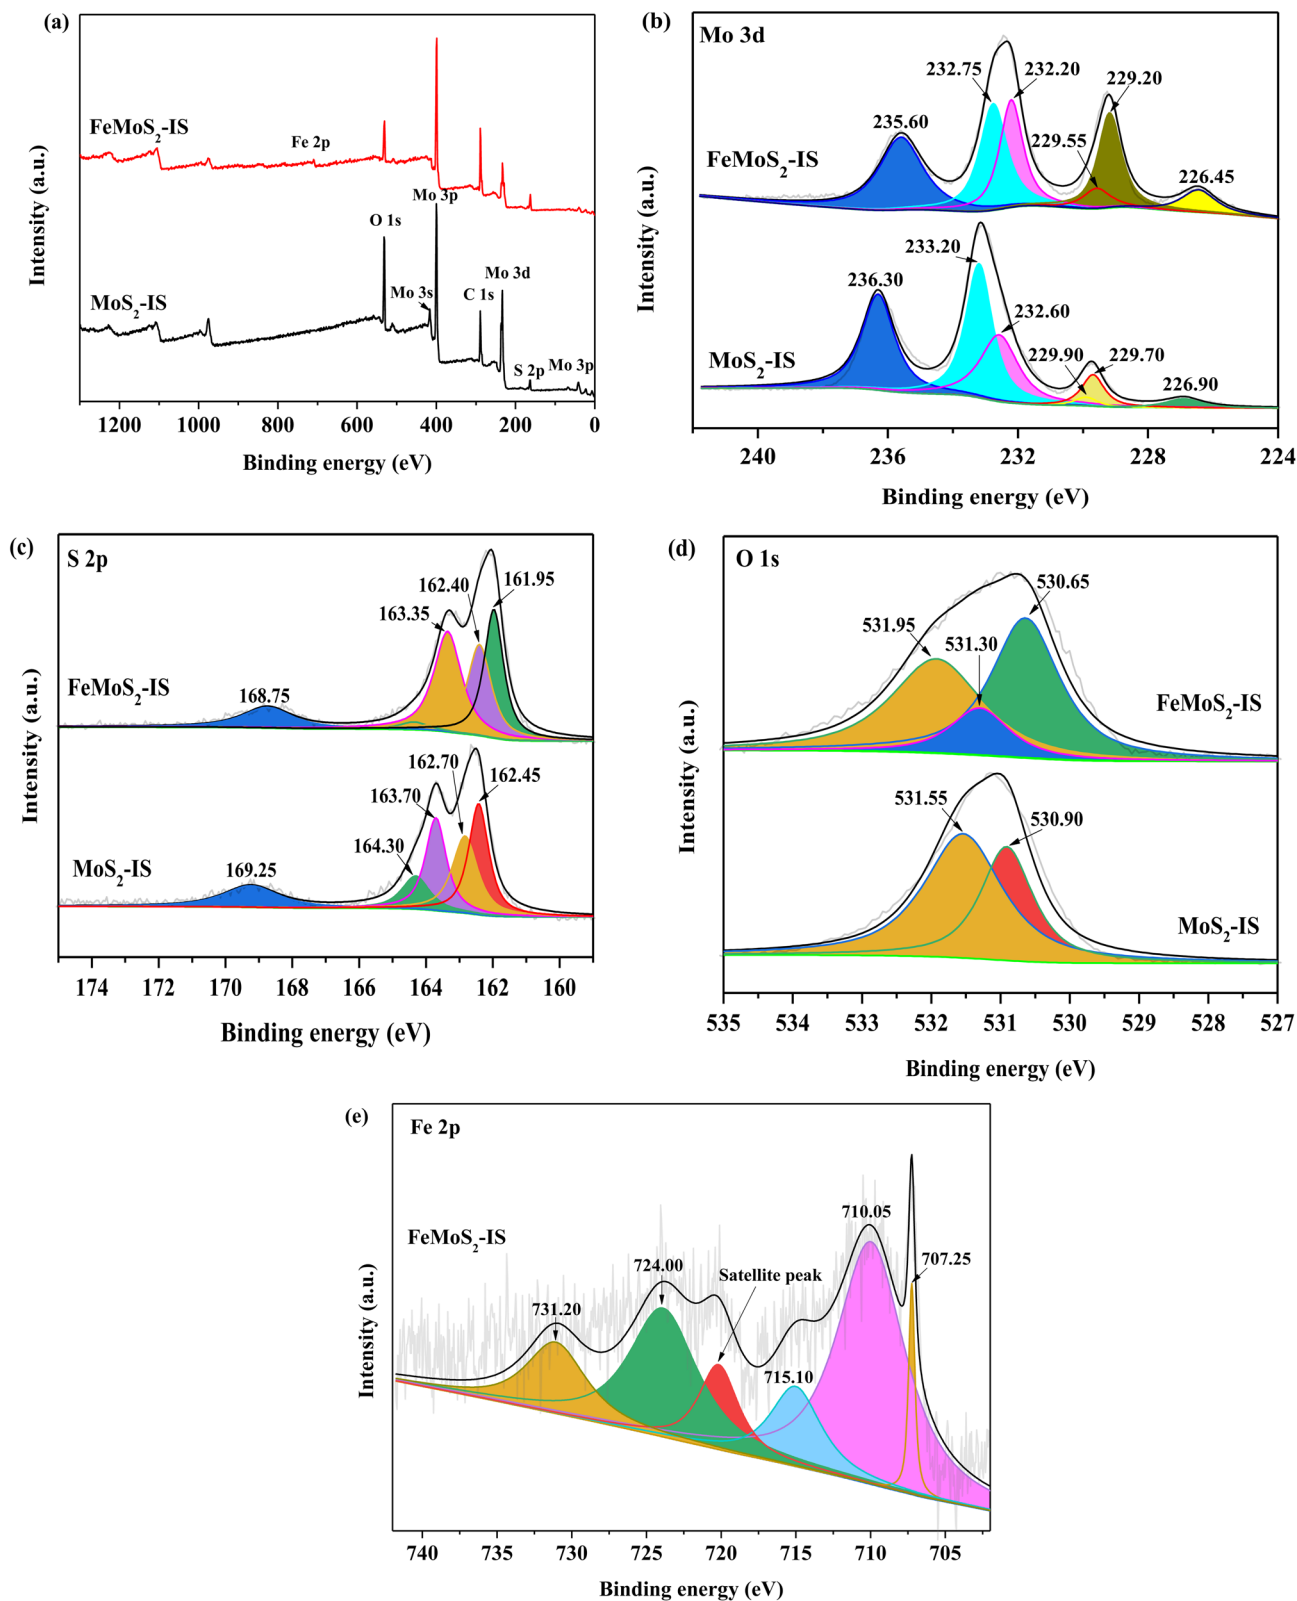 (a)
FeMoS2-IS
Fe 2p
Mo 3p
O 1s
Mo 3d
Mo 3s
C 1s
MoS2-IS
S 2p
Mo 3p
Intensity (a.u.)
1200 1000 800 600 400 200 0
Binding energy (eV)
(b)
Mo 3d
232.75
232.20
229.20
235.60
229.55
FeMoS2-IS
226.45
233.20
236.30
232.60
MoS2-IS
229.90
229.70
226.90
Intensity (a.u.)
240 236 232 228 224
Binding energy (eV)
(c)
S 2p
162.40
161.95
163.35
FeMoS2-IS
168.75
162.70
162.45
163.70
164.30
MoS2-IS
169.25
Intensity (a.u.)
174 172 170 168 166 164 162 160
Binding energy (eV)
(d)
O 1s
530.65
531.95
531.30
FeMoS2-IS
531.55
530.90
MoS2-IS
Intensity (a.u.)
535 534 533 532 531 530 529 528 527
Binding energy (eV)
(e)
Fe 2p
FeMoS2-IS
710.05
707.25
724.00
Satellite peak
731.20
715.10
Intensity (a.u.)
740 735 730 725 720 715 710 705
Binding energy (eV)